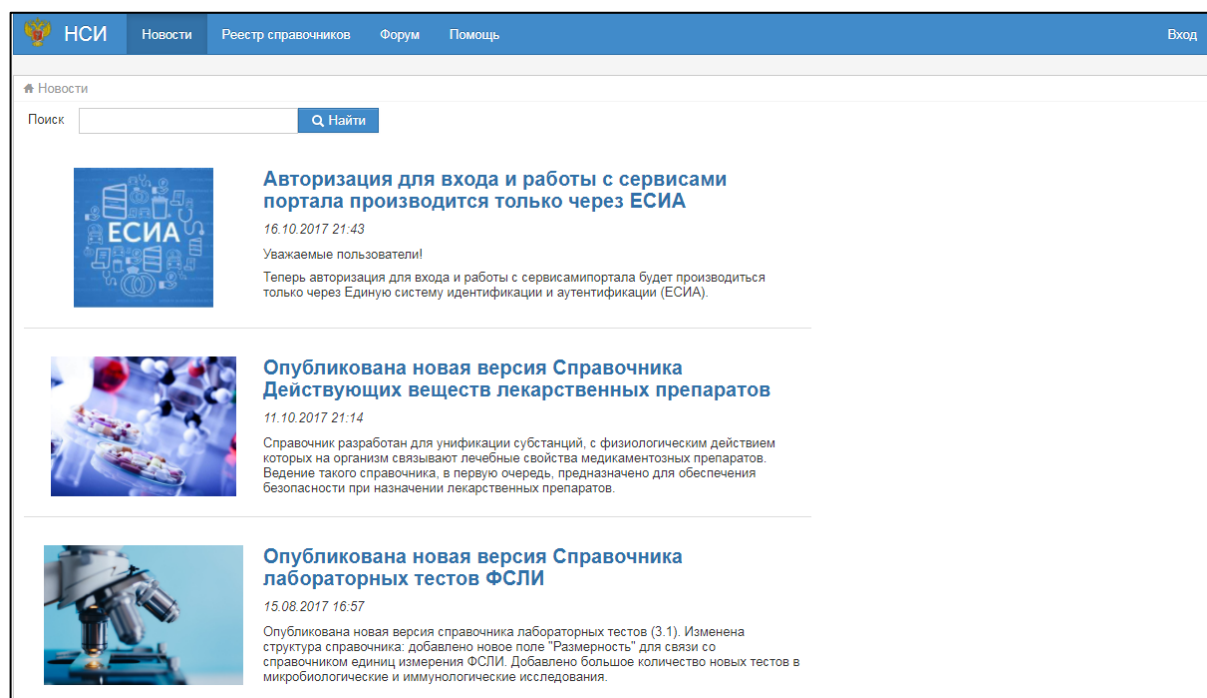 НСИ Новости Реестр справочников Форум Помощь Вход
Новости
Поиск Найти
ЕСИА
Авторизация для входа и работы с сервисами
портала производится только через ЕСИА
16.10.2017 21:43
Уважаемые пользователи!
Теперь авторизация для входа и работы с сервисамипортала будет производиться
только через Единую систему идентификации и аутентификации (ЕСИА).
Опубликована новая версия Справочника
Действующих веществ лекарственных препаратов
11.10.2017 21:14
Справочник разработан для унификации субстанций, с физиологическим действием
которых на организм связывают лечебные свойства медикаментозных препаратов.
Ведение такого справочника, в первую очередь, предназначено для обеспечения
безопасности при назначении лекарственных препаратов.
Опубликована новая версия Справочника
лабораторных тестов ФСЛИ
15.08.2017 16:57
Опубликована новая версия справочника лабораторных тестов (3.1). Изменена
структура справочника: добавлено новое поле "Размерность" для связи со
справочником единиц измерения ФСЛИ. Добавлено большое количество новых тестов в
микробиологические и иммунологические исследования.